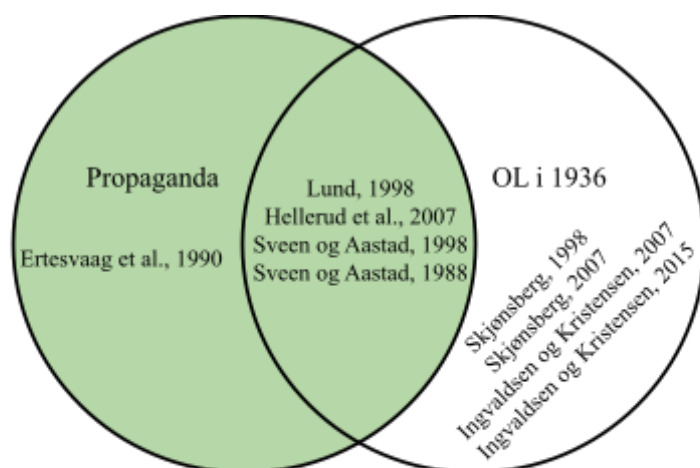 Propaganda
Ertesvaag et al., 1990
Lund, 1998
Hellerud et al., 2007
Sveen og Aastad, 1998
Sveen og Aastad, 1988
OL i 1936
Skjønsberg, 1998
Skjønsberg, 2007
Ingvaldsen og Kristensen, 2007
Ingvaldsen og Kristensen, 2015